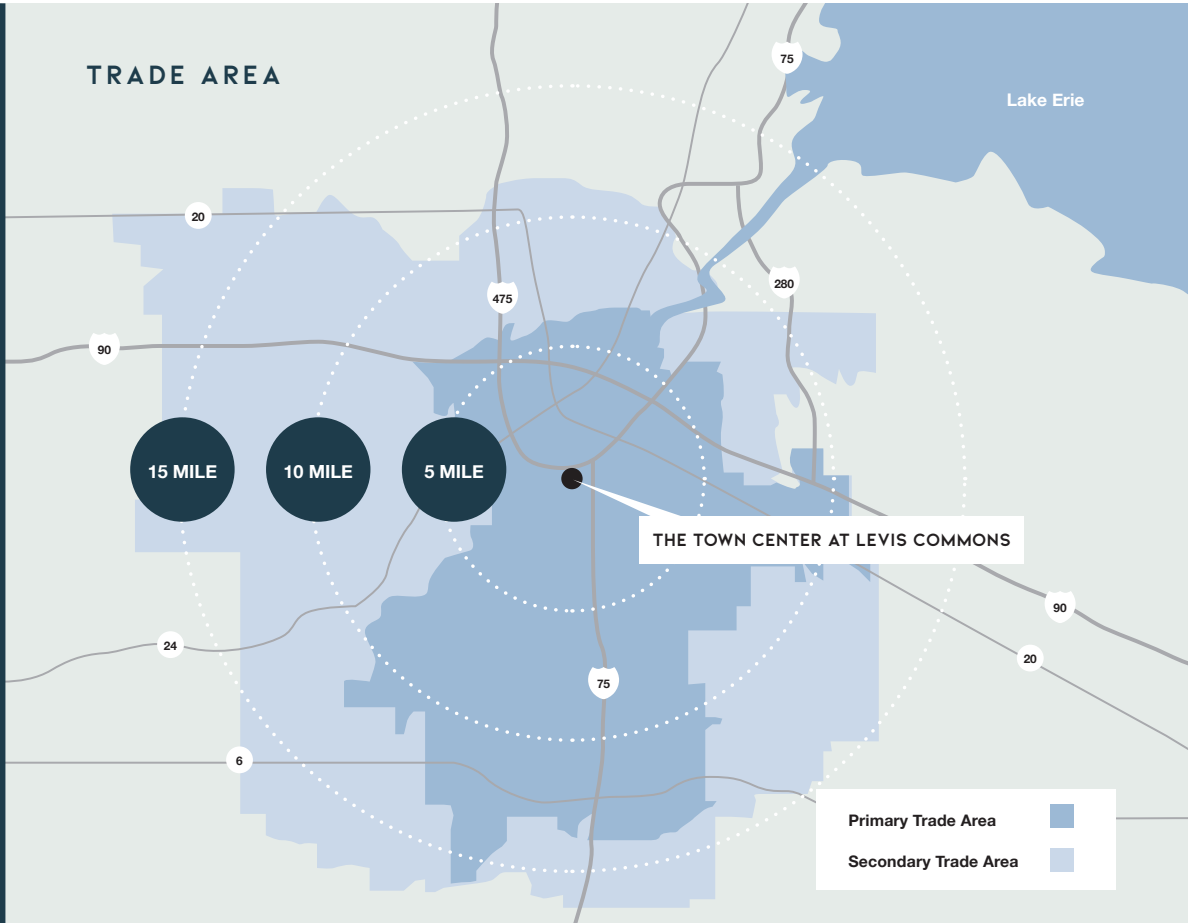 TRADE AREA
75
Lake Erie
20
475
280
90
15 MILE
10 MILE
5 MILE
THE TOWN CENTER AT LEVIS COMMONS
90
24
20
75
6
Primary Trade Area
Secondary Trade Area